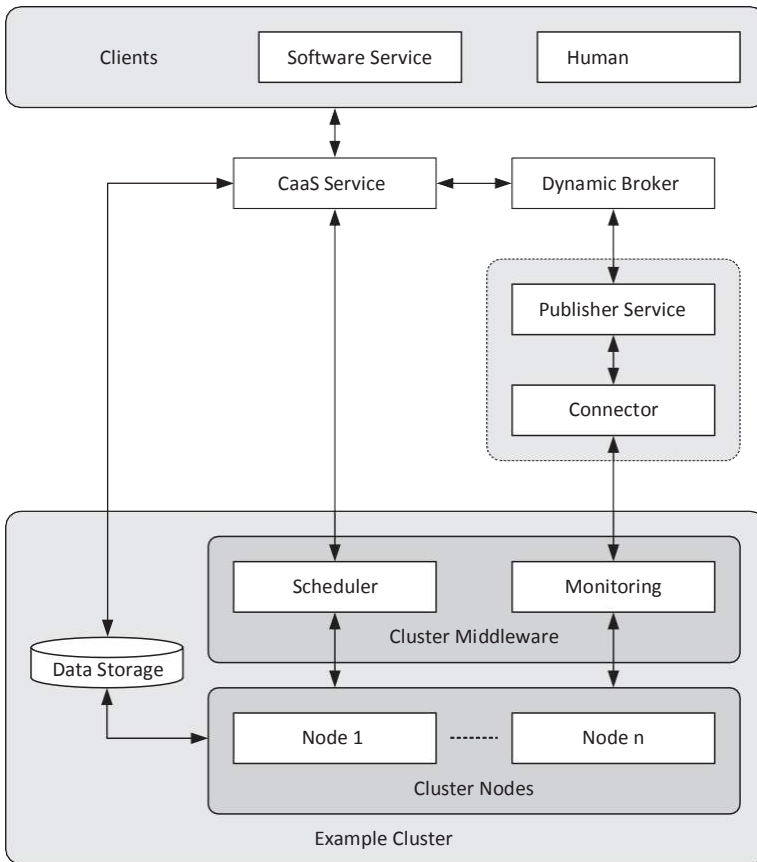 Clients
Software Service
Human
CaaS Service
Dynamic Broker
Publisher Service
Connector
Scheduler
Monitoring
Cluster Middleware
Data Storage
Node 1
Node n
Cluster Nodes
Example Cluster